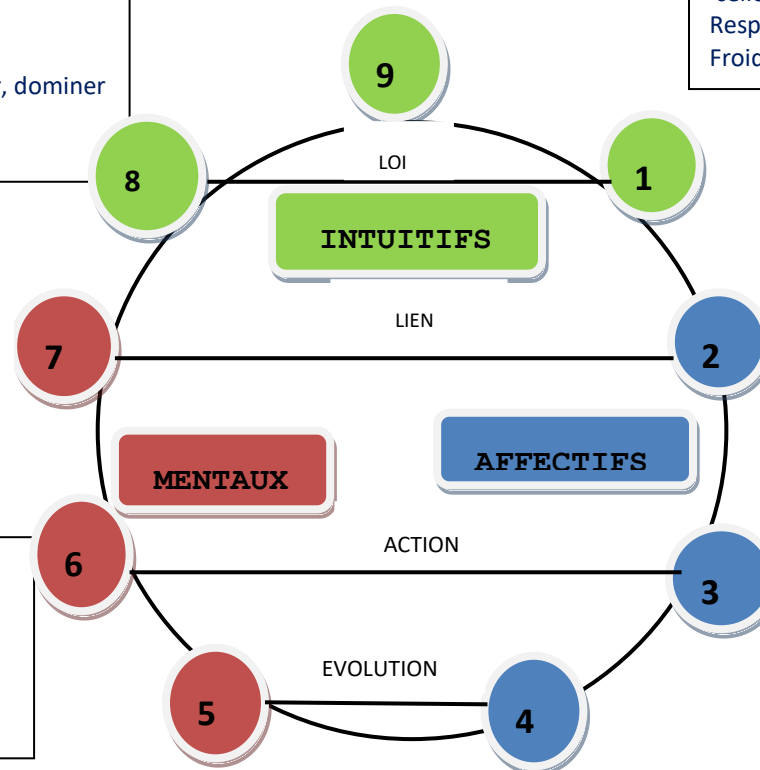 Resp
Froid
, dominer
9
8
LOI
1
INTUITIFS
LIEN
7
2
AFFECTIFS
MENTAUX
ACTION
6
3
EVOLUTION
5
4